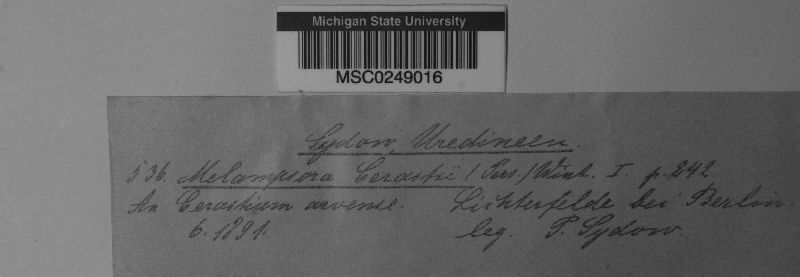 Michigan State University
MSC0249016
Sydow, Uredineen.
536. Melampsora Cerastii (Pers.) Wint. I. p. 242.
An Cerastium arvense. Lichterfelde bei Berlin.
6. 1891. leg. P. Sydow.